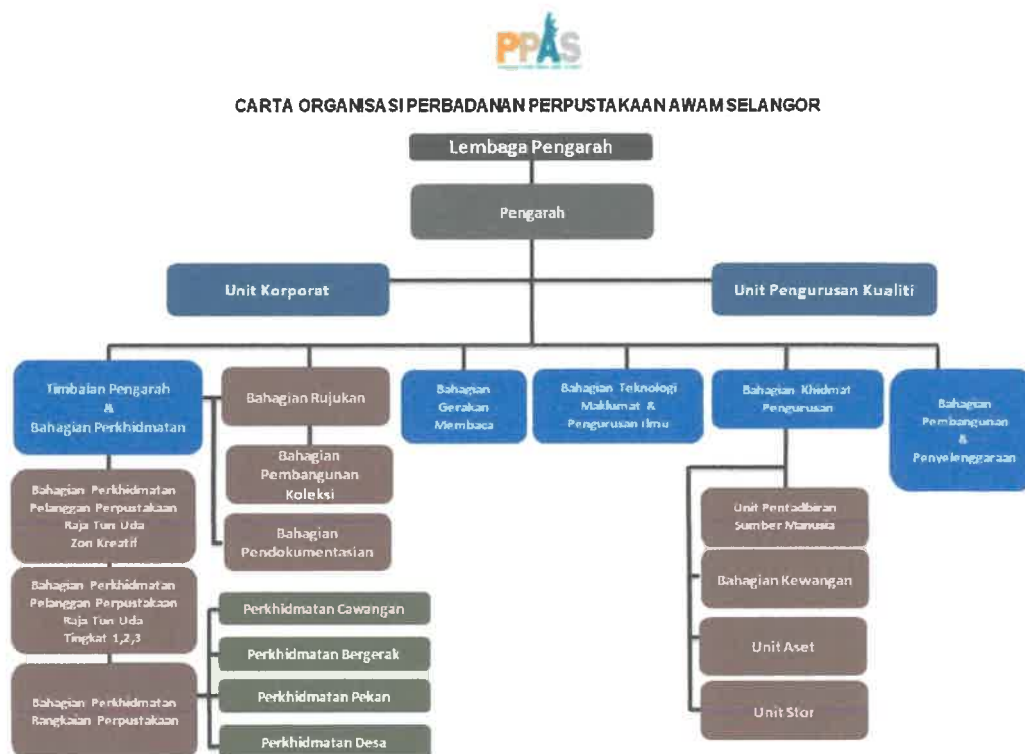 PPAS
CARTA ORGANISASI PERBADANAN PERPUSTAKAAN AWAM SELANGOR
Lembaga Pengarah
Pengarah
Unit Korporat
Unit Pengurusan Kualiti
Timbalan Pengarah
&
Bahagian Perkhidmatan
Bahagian Rujukan
Bahagian
Gerakan
Membaca
Bahagian Teknologi
Maklumat &
Pengurusan Ilmu
Bahagian Khidmat
Pengurusan
Bahagian
Pembangunan
&
Penyelenggaraan
Bahagian
Pembangunan
Koleksi
Bahagian
Pendokumentasian
Bahagian Perkhidmatan
Pelanggan Perpustakaan
Raja Tun Uda
Zon Kreatif
Bahagian Perkhidmatan
Pelanggan Perpustakaan
Raja Tun Uda
Tingkat 1,2,3
Bahagian Perkhidmatan
Rangkaian Perpustakaan
Perkhidmatan Cawangan
Perkhidmatan Bergerak
Perkhidmatan Pekan
Perkhidmatan Desa
Unit Pentadbiran
Sumber Manusia
Bahagian Kewangan
Unit Aset
Unit Stor